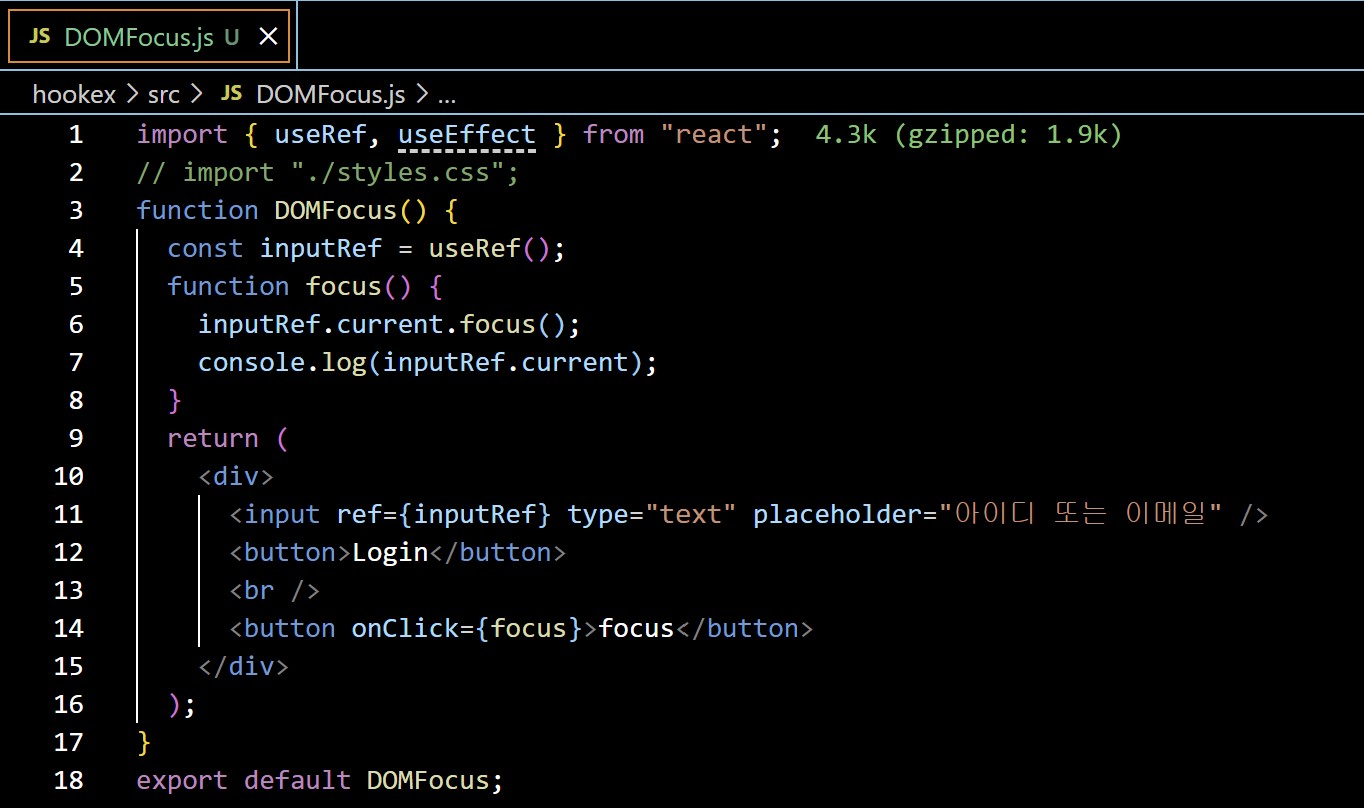 JS DOMFocus.js U ×
hookex > src > JS DOMFocus.js > ...
1 import { useRef, useEffect } from "react"; 4.3k (gzipped: 1.9k)
2 // import "./styles.css";
3 function DOMFocus() {
4   const inputRef = useRef();
5   function focus() {
6     inputRef.current.focus();
7     console.log(inputRef.current);
8   }
9   return (
10     <div>
11       <input ref={inputRef} type="text" placeholder="아이디 또는 이메일" />
12       <button>Login</button>
13       <br />
14       <button onClick={focus}>focus</button>
15     </div>
16   );
17 }
18 export default DOMFocus;